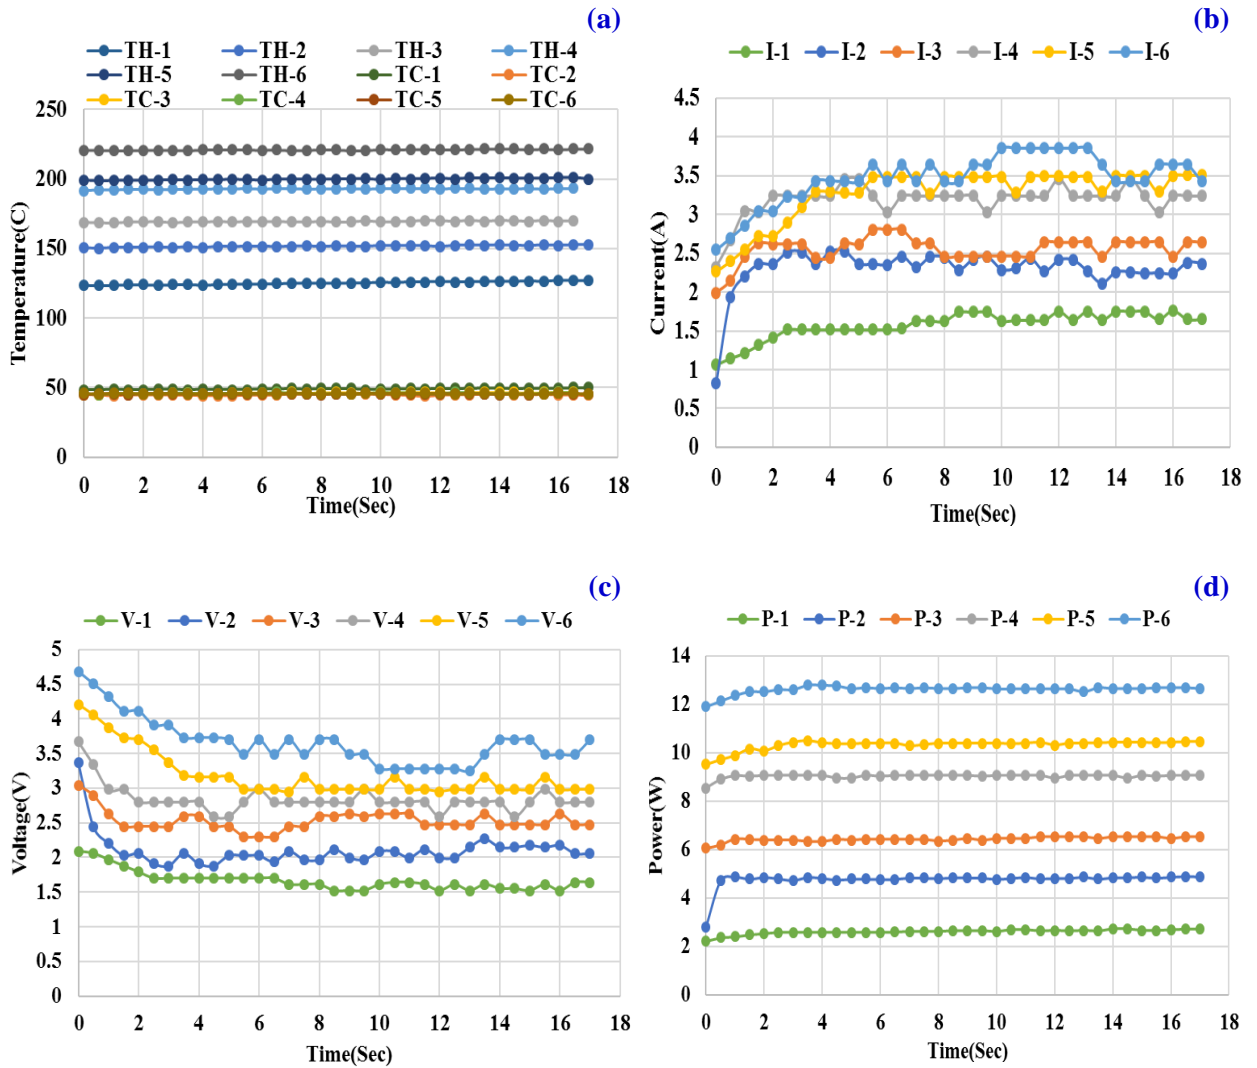 (a)
TH-1 TH-2 TH-3 TH-4
TH-5 TH-6 TC-1 TC-2
TC-3 TC-4 TC-5 TC-6
Temperature(C)
250
200
150
100
50
0
0 2 4 6 8 10 12 14 16 18
Time(Sec)
(b)
I-1 I-2 I-3 I-4 I-5 I-6
Current(A)
4.5
4
3.5
3
2.5
2
1.5
1
0.5
0
0 2 4 6 8 10 12 14 16 18
Time(Sec)
(c)
V-1 V-2 V-3 V-4 V-5 V-6
Voltage(V)
5
4.5
4
3.5
3
2.5
2
1.5
1
0.5
0
0 2 4 6 8 10 12 14 16 18
Time(Sec)
(d)
P-1 P-2 P-3 P-4 P-5 P-6
Power(W)
14
12
10
8
6
4
2
0
0 2 4 6 8 10 12 14 16 18
Time(Sec)